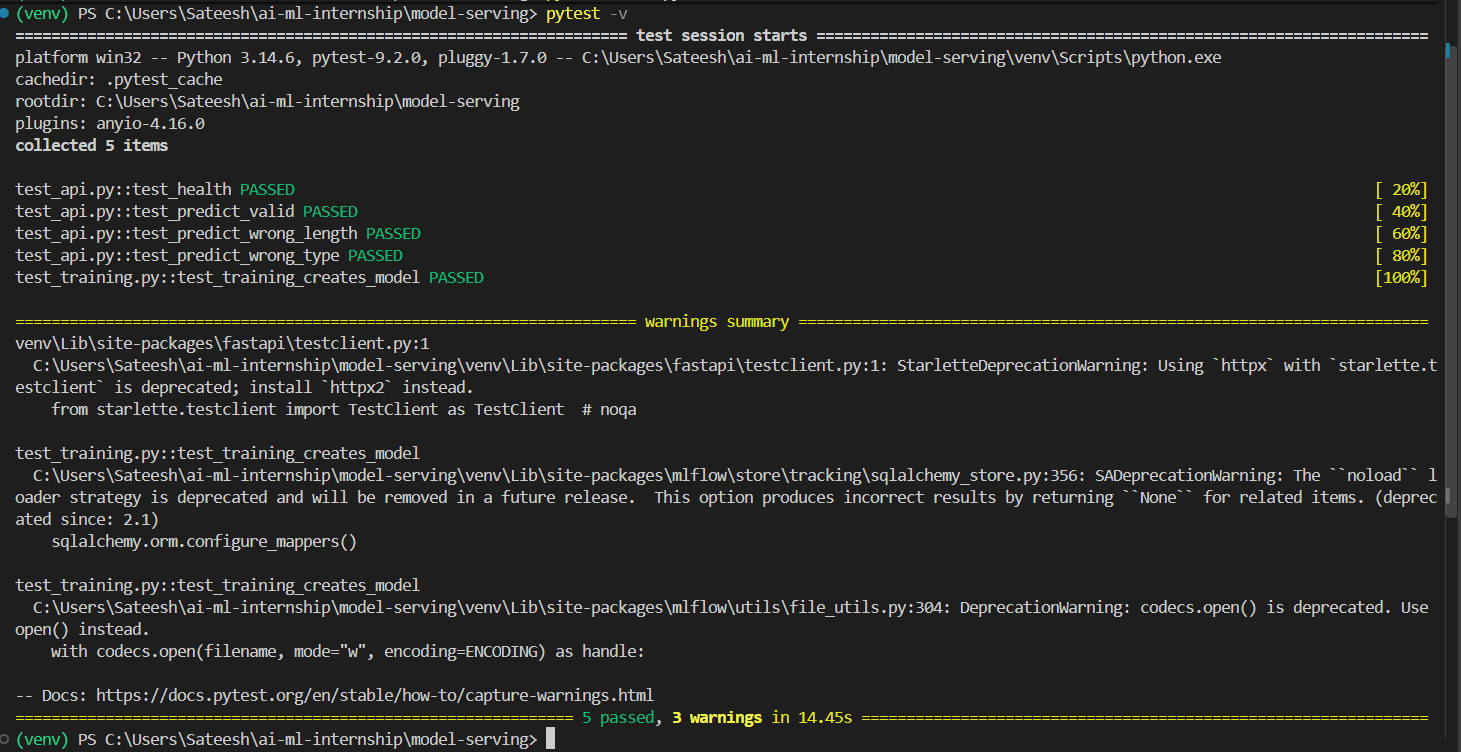 (venv) PS C:\Users\Sateesh\ai-ml-internship\model-serving> pytest -v
===================================================================== test session starts =====================================================================
platform win32 -- Python 3.14.6, pytest-9.2.0, pluggy-1.7.0 -- C:\Users\Sateesh\ai-ml-internship\model-serving\venv\Scripts\python.exe
cachedir: .pytest_cache
rootdir: C:\Users\Sateesh\ai-ml-internship\model-serving
plugins: anyio-4.16.0
collected 5 items
test_api.py::test_health PASSED [ 20%]
test_api.py::test_predict_valid PASSED [ 40%]
test_api.py::test_predict_wrong_length PASSED [ 60%]
test_api.py::test_predict_wrong_type PASSED [ 80%]
test_training.py::test_training_creates_model PASSED [100%]
====================================================================== warnings summary ======================================================================
venv\Lib\site-packages\fastapi\testclient.py:1
C:\Users\Sateesh\ai-ml-internship\model-serving\venv\Lib\site-packages\fastapi\testclient.py:1: StarletteDeprecationWarning: Using `httpx` with `starlette.t
estclient` is deprecated; install `httpx2` instead.
from starlette.testclient import TestClient as TestClient  # noqa
test_training.py::test_training_creates_model
C:\Users\Sateesh\ai-ml-internship\model-serving\venv\Lib\site-packages\mlflow\store\tracking\sqlalchemy_store.py:356: SADeprecationWarning: The ``noload`` l
oader strategy is deprecated and will be removed in a future release.  This option produces incorrect results by returning ``None`` for related items. (deprec
ated since: 2.1)
sqlalchemy.orm.configure_mappers()
test_training.py::test_training_creates_model
C:\Users\Sateesh\ai-ml-internship\model-serving\venv\Lib\site-packages\mlflow\utils\file_utils.py:304: DeprecationWarning: codecs.open() is deprecated. Use
open() instead.
with codecs.open(filename, mode="w", encoding=ENCODING) as handle:
-- Docs: https://docs.pytest.org/en/stable/how-to/capture-warnings.html
=============================================================== 5 passed, 3 warnings in 14.45s ===============================================================
(venv) PS C:\Users\Sateesh\ai-ml-internship\model-serving>